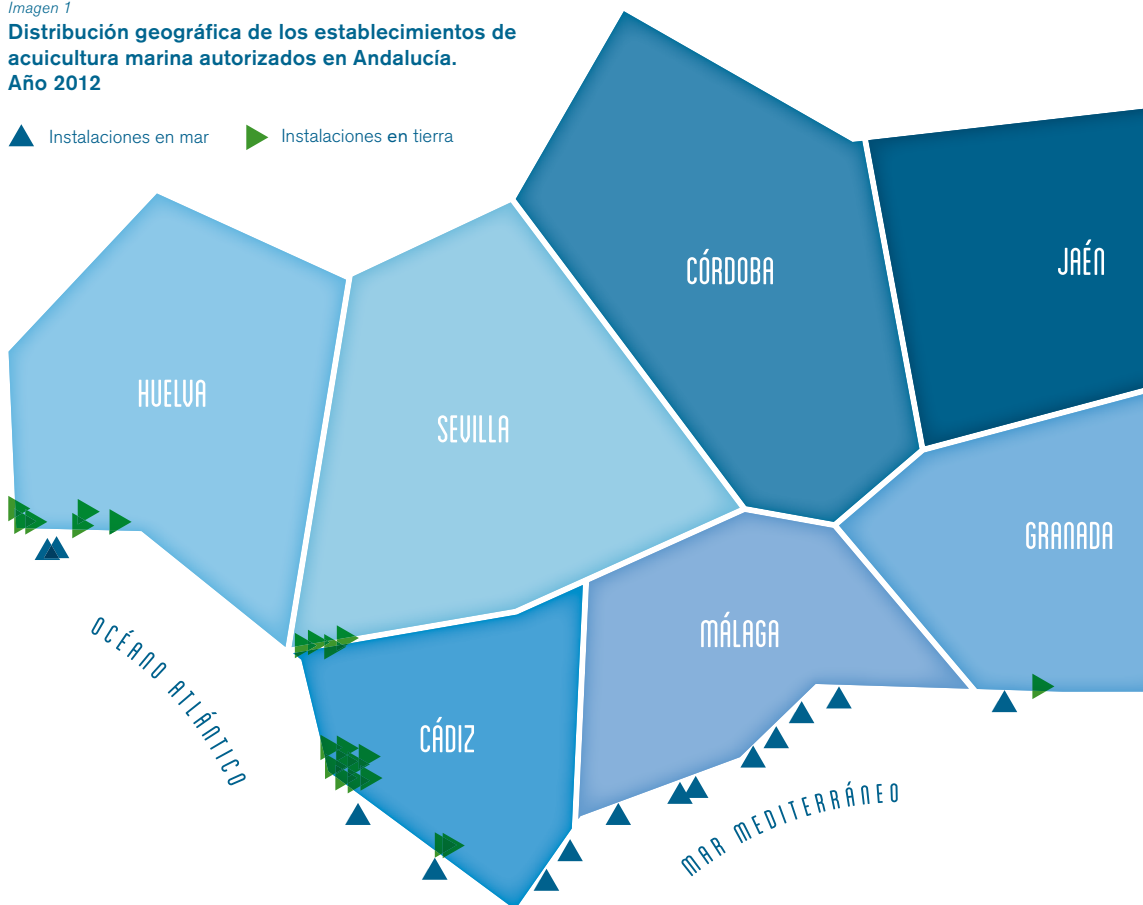 Imagen 1
Distribución geográfica de los establecimientos de
acuicultura marina autorizados en Andalucía.
Año 2012
Instalaciones en mar
Instalaciones en tierra
CÓRDOBA
JAÉN
HUELVA
SEVILLA
GRANADA
MÁLAGA
OCÉANO ATLÁNTICO
CÁDIZ
MAR MEDITERRÁNEO